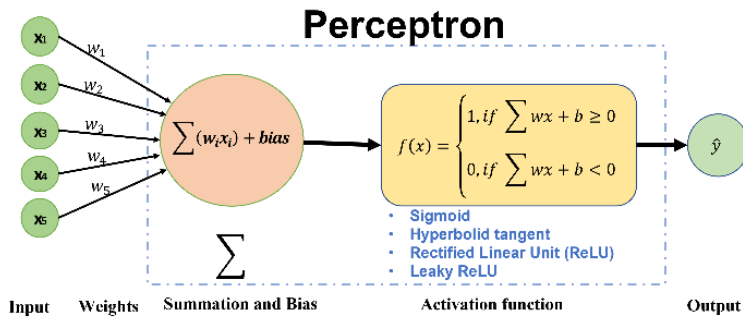 Perceptron
x1
x2
x3
x4
x5
w1
w2
w3
w4
w5
∑(wixi) + bias
f(x) = {
1, if ∑ wx + b ≥ 0
0, if ∑ wx + b < 0
ŷ
∑
• Sigmoid
• Hyperbolid tangent
• Rectified Linear Unit (ReLU)
• Leaky ReLU
Input Weights Summation and Bias Activation function Output